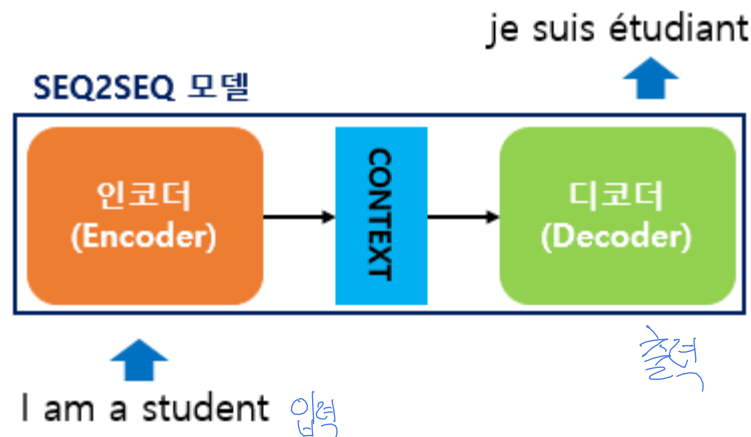 je suis étudiant
SEQ2SEQ 모델
인코더
(Encoder)
CONTEXT
디코더
(Decoder)
출력
I am a student 입력